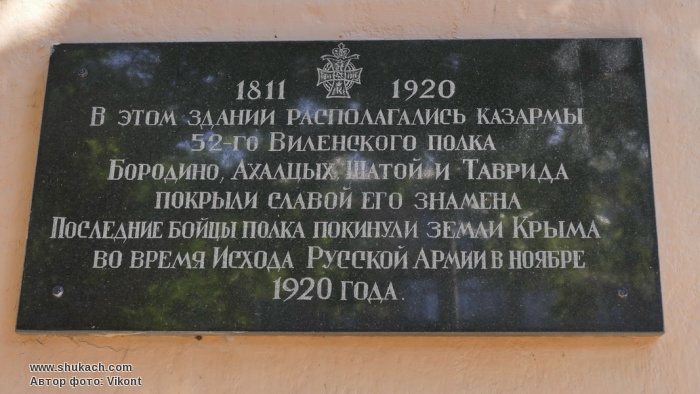 1811 1920
В этом здании располагались казармы
52-го Виленского полка
Бородино, Ахалцых, Шатой и Таврида
покрыли славой его знамена
Последние бойцы полка покинули земли Крыма
во время Исхода Русской Армии в ноябре
1920 года.
www.shukach.com
Автор фото: Vikont